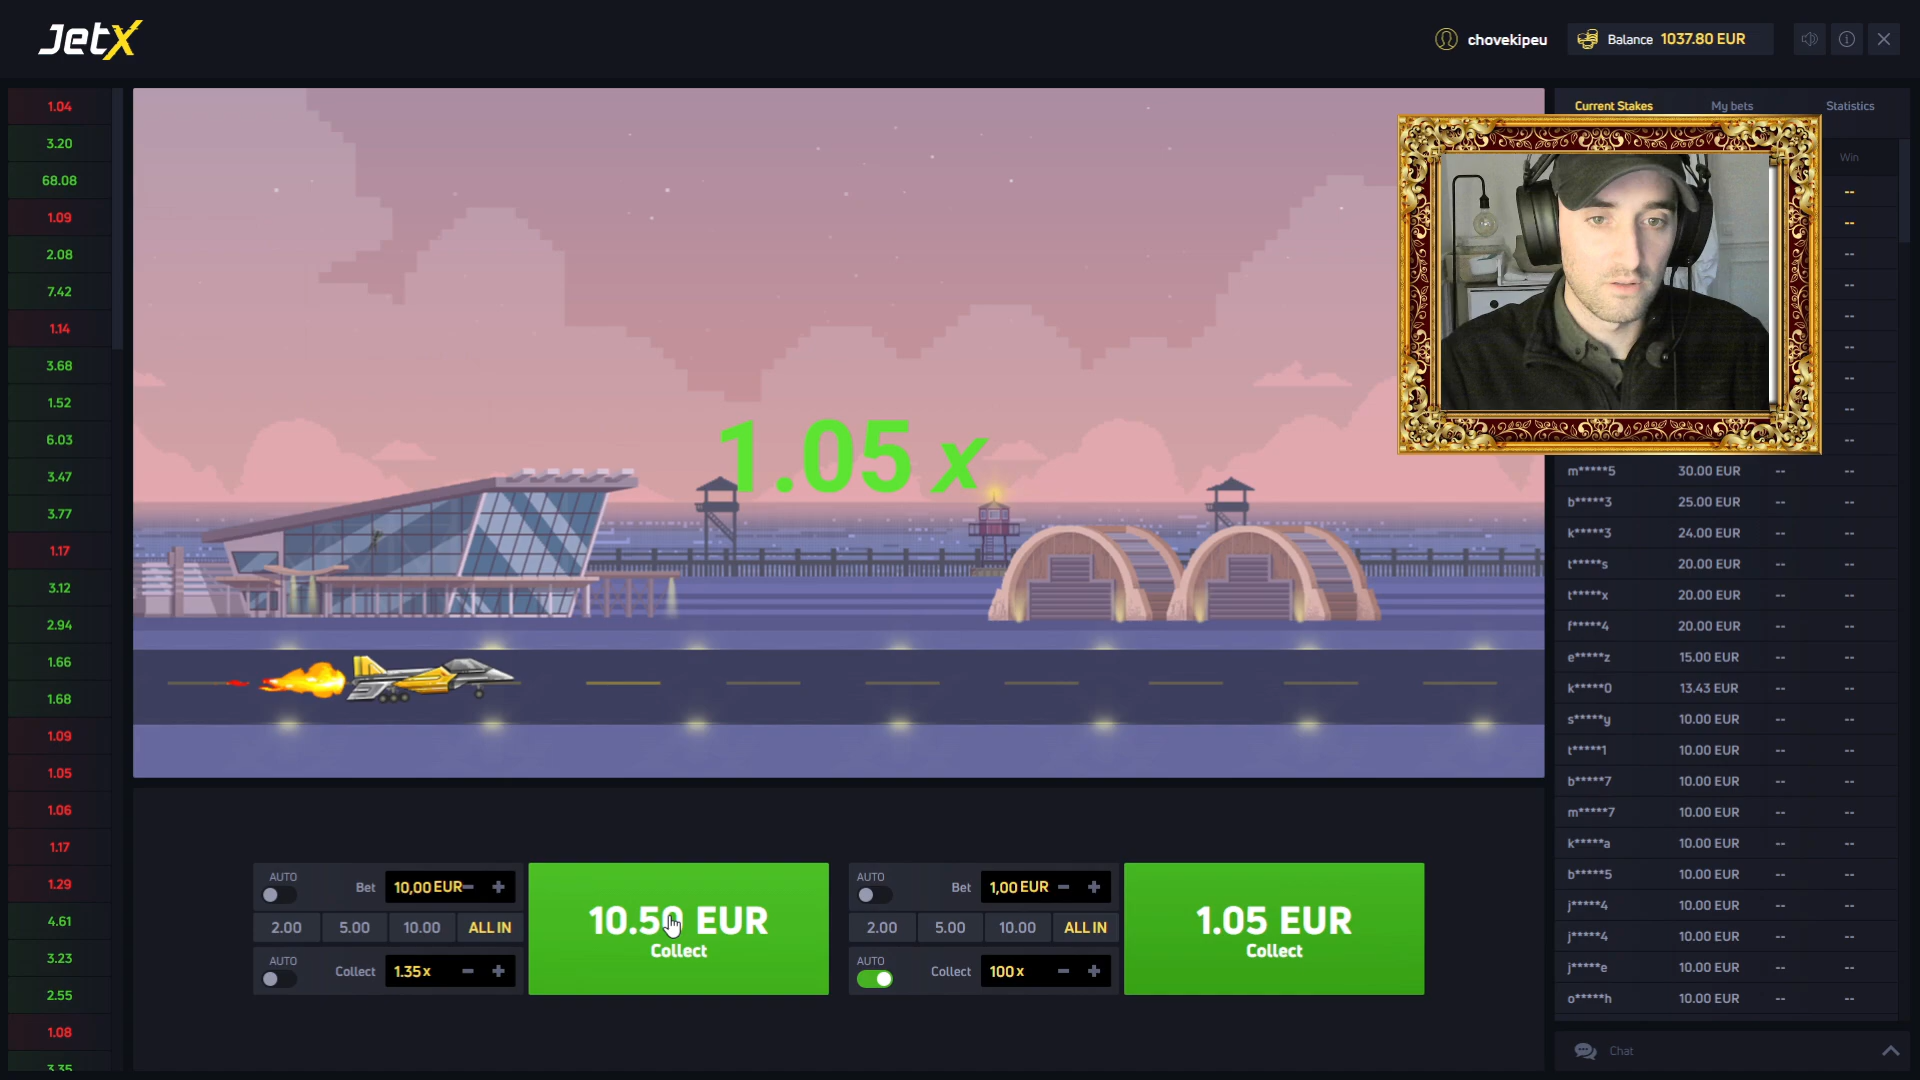 JetX
chovekipeu
Balance 1037.80 EUR
1.04
3.20
68.08
1.09
2.08
7.42
1.14
3.68
1.52
6.03
3.47
3.77
1.17
3.12
2.94
1.66
1.68
1.09
1.05
1.06
1.17
1.29
4.61
3.23
2.55
1.08
3.35
1.05 x
Current Stakes My bets Statistics
Win
--
--
--
--
--
--
--
--
--
m*****5 30.00 EUR -- --
b*****3 25.00 EUR -- --
k*****3 24.00 EUR -- --
t*****s 20.00 EUR -- --
t*****x 20.00 EUR -- --
f*****4 20.00 EUR -- --
e*****z 15.00 EUR -- --
k*****0 13.43 EUR -- --
s*****y 10.00 EUR -- --
t*****1 10.00 EUR -- --
b*****7 10.00 EUR -- --
m*****7 10.00 EUR -- --
k*****a 10.00 EUR -- --
b*****5 10.00 EUR -- --
j*****4 10.00 EUR -- --
j*****4 10.00 EUR -- --
j*****e 10.00 EUR -- --
o*****h 10.00 EUR -- --
Chat
AUTO
Bet 10,00 EUR − +
2.00 5.00 10.00 ALL IN
AUTO
Collect 1.35 x − +
10.50 EUR
Collect
AUTO
Bet 1,00 EUR − +
2.00 5.00 10.00 ALL IN
AUTO
Collect 100 x − +
1.05 EUR
Collect